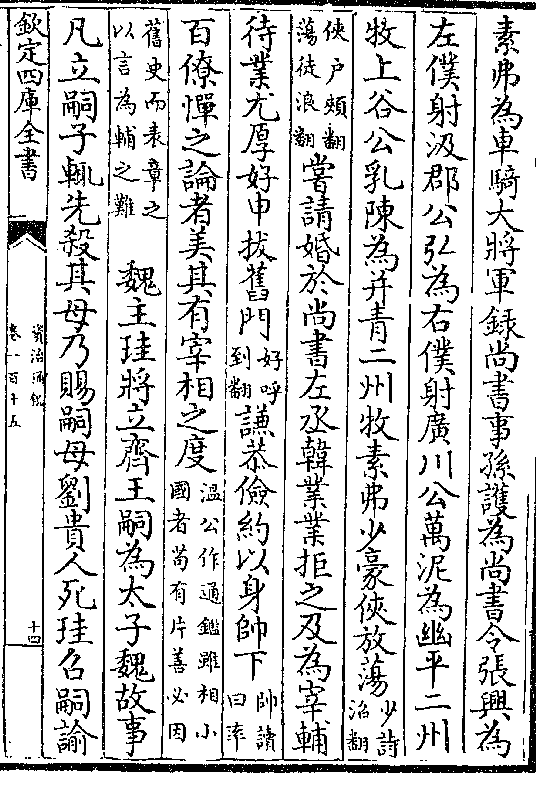 素弗為車騎大將軍録尚書事孫護為尚書令張興為
左僕射汲郡公弘為右僕射廣川公萬泥為幽平二州
牧上谷公乳陳為并青二州牧素弗少豪俠放蕩少詩治翻
俠户頰翻蕩徒浪翻嘗請婚於尚書左丞韓業業拒之及為宰輔
待業尤厚好申拔舊門好呼到翻謙恭儉約以身帥下帥讀曰率
百僚憚之論者美其有宰相之度温公作通鑑雖相小國者苟有片善必因
舊史而表章之以言為輔之難 魏主珪將立齊王嗣為太子魏故事
凡立嗣子輒先殺其母乃賜嗣母劉貴人死珪召嗣諭
欽定四庫全書
資治通鑑
卷一百十五
十四